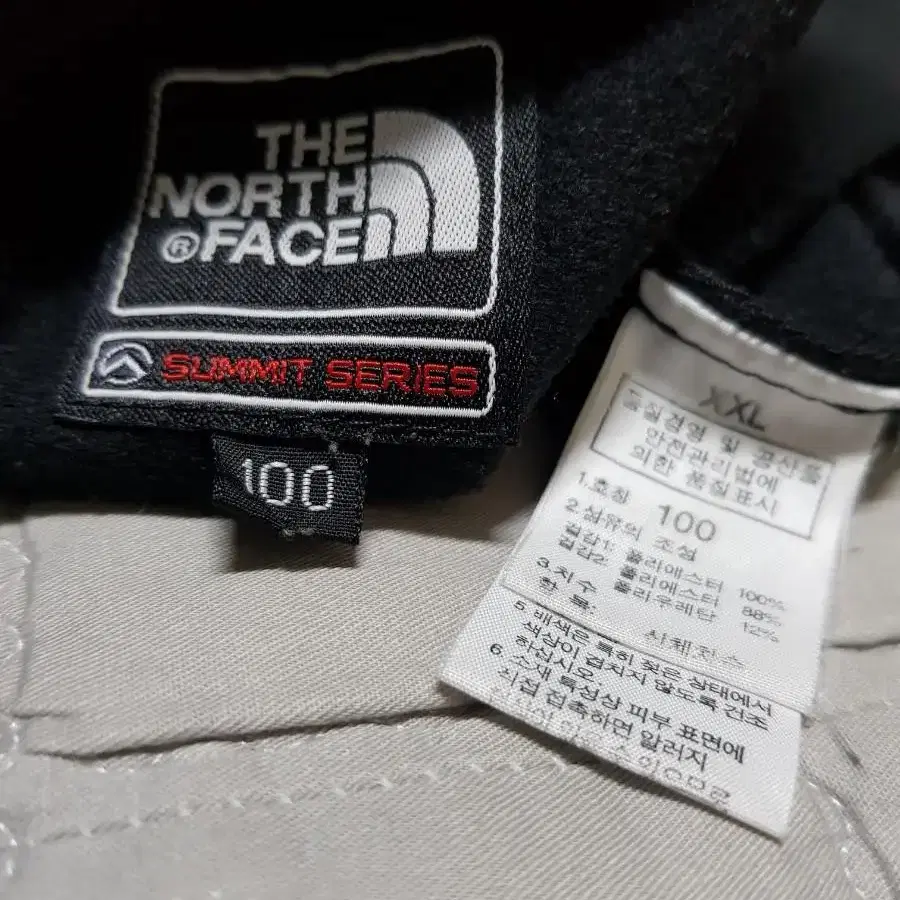 THE
NORTH
® FACE
SUMMIT SERIES
100
XXL
품질경영 및 공산품
안전관리법에
의한 품질표시
1.호칭 100
2.섬유의 조성
겉감1: 폴리에스터 100%
겉감2: 폴리에스터 88%
폴리우레탄 12%
3.치수 신체치수
5.배색은 특히 젖은 상태에서
색상이 겹치지 않도록 건조
하십시오
6. 소재 특성상 피부 표면에
직접 접촉하면 알러지